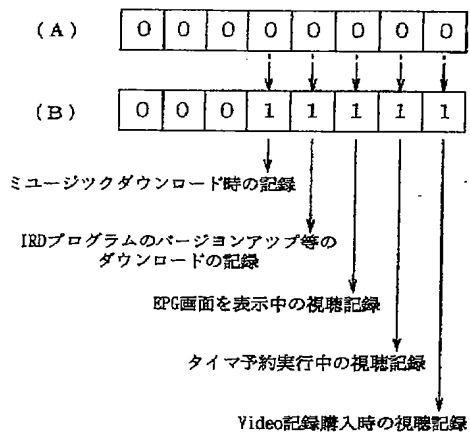 (A) 0 0 0 0 0 0 0 0
(B) 0 0 0 1 1 1 1 1
ミユージツクダウンロード時の記録
IRDプログラムのバージヨンアップ等の
ダウンロードの記録
EPG画面を表示中の視聴記録
タイマ予約実行中の視聴記録
Video記録購入時の視聴記録